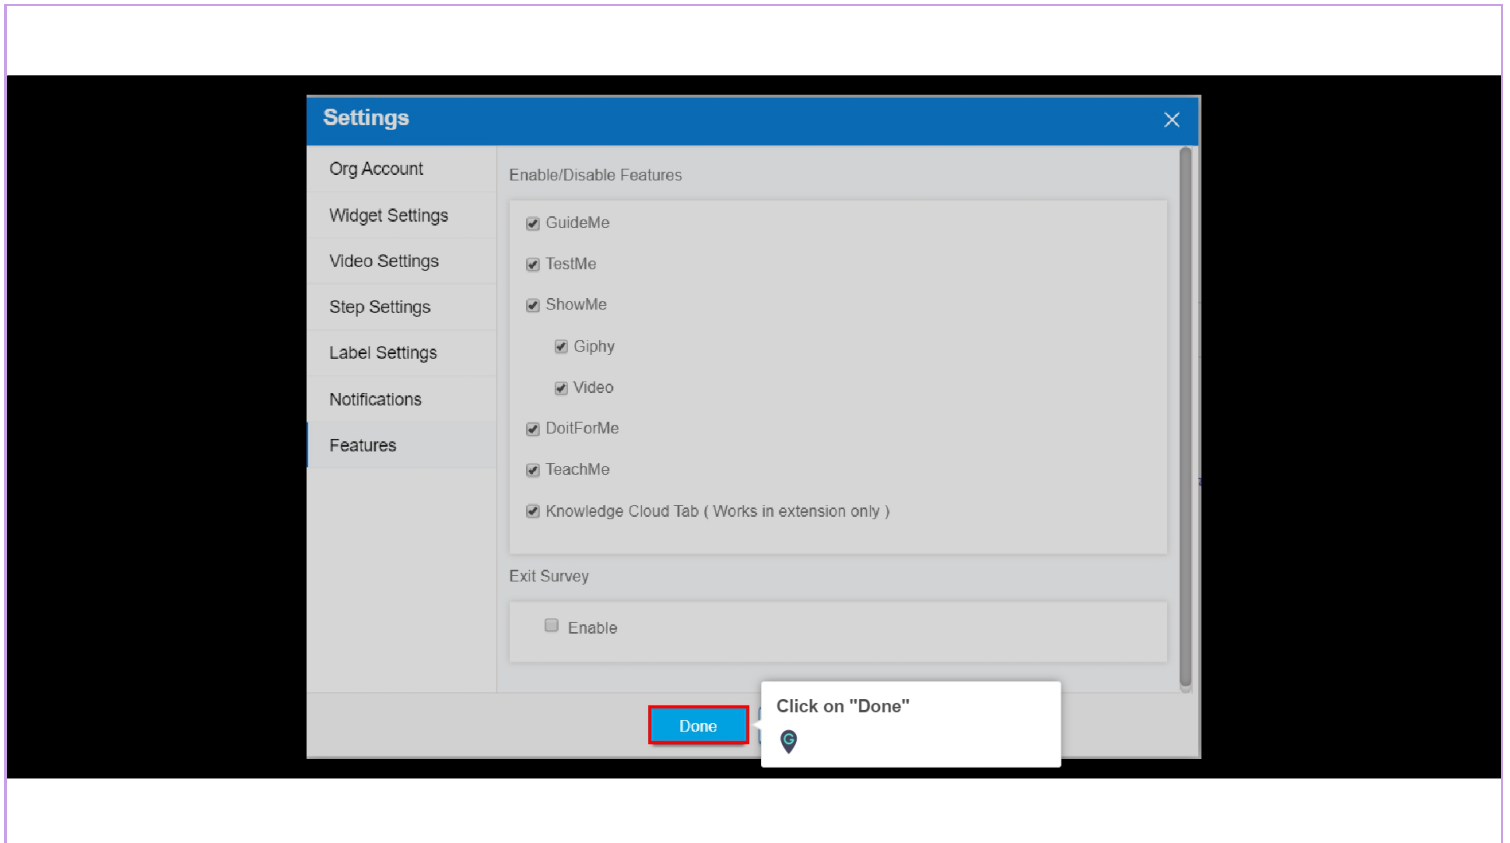 Settings
Org Account
Widget Settings
Video Settings
Step Settings
Label Settings
Notifications
Features
Enable/Disable Features
GuideMe
TestMe
ShowMe
Giphy
Video
DoitForMe
TeachMe
Knowledge Cloud Tab ( Works in extension only )
Exit Survey
Enable
Done
Click on "Done"
G